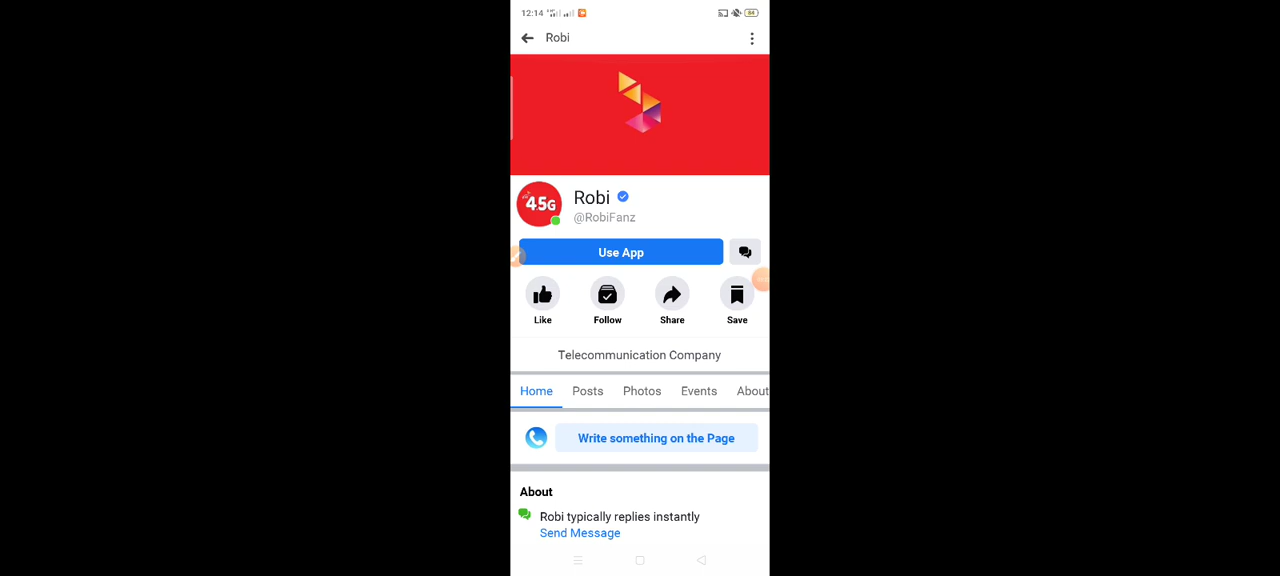 12:14
84
Robi
4.5G
Robi
@RobiFanz
Use App
Like Follow Share Save
Telecommunication Company
Home Posts Photos Events About
Write something on the Page
About
Robi typically replies instantly
Send Message